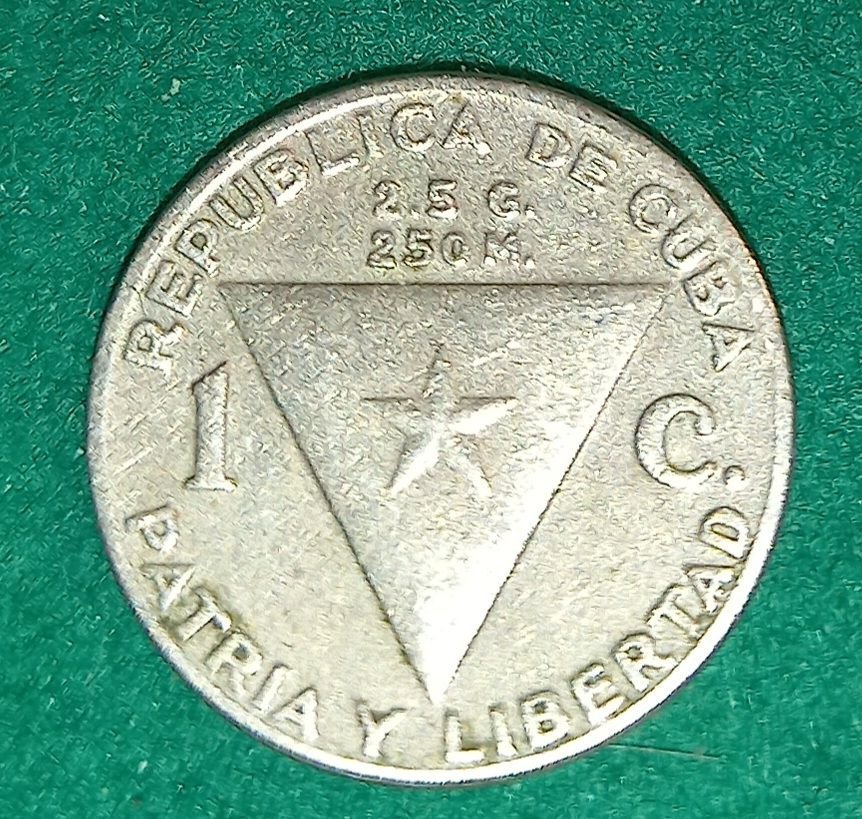 REPUBLICA DE CUBA
2.5 G.
250 M.
1 C.
PATRIA Y LIBERTAD